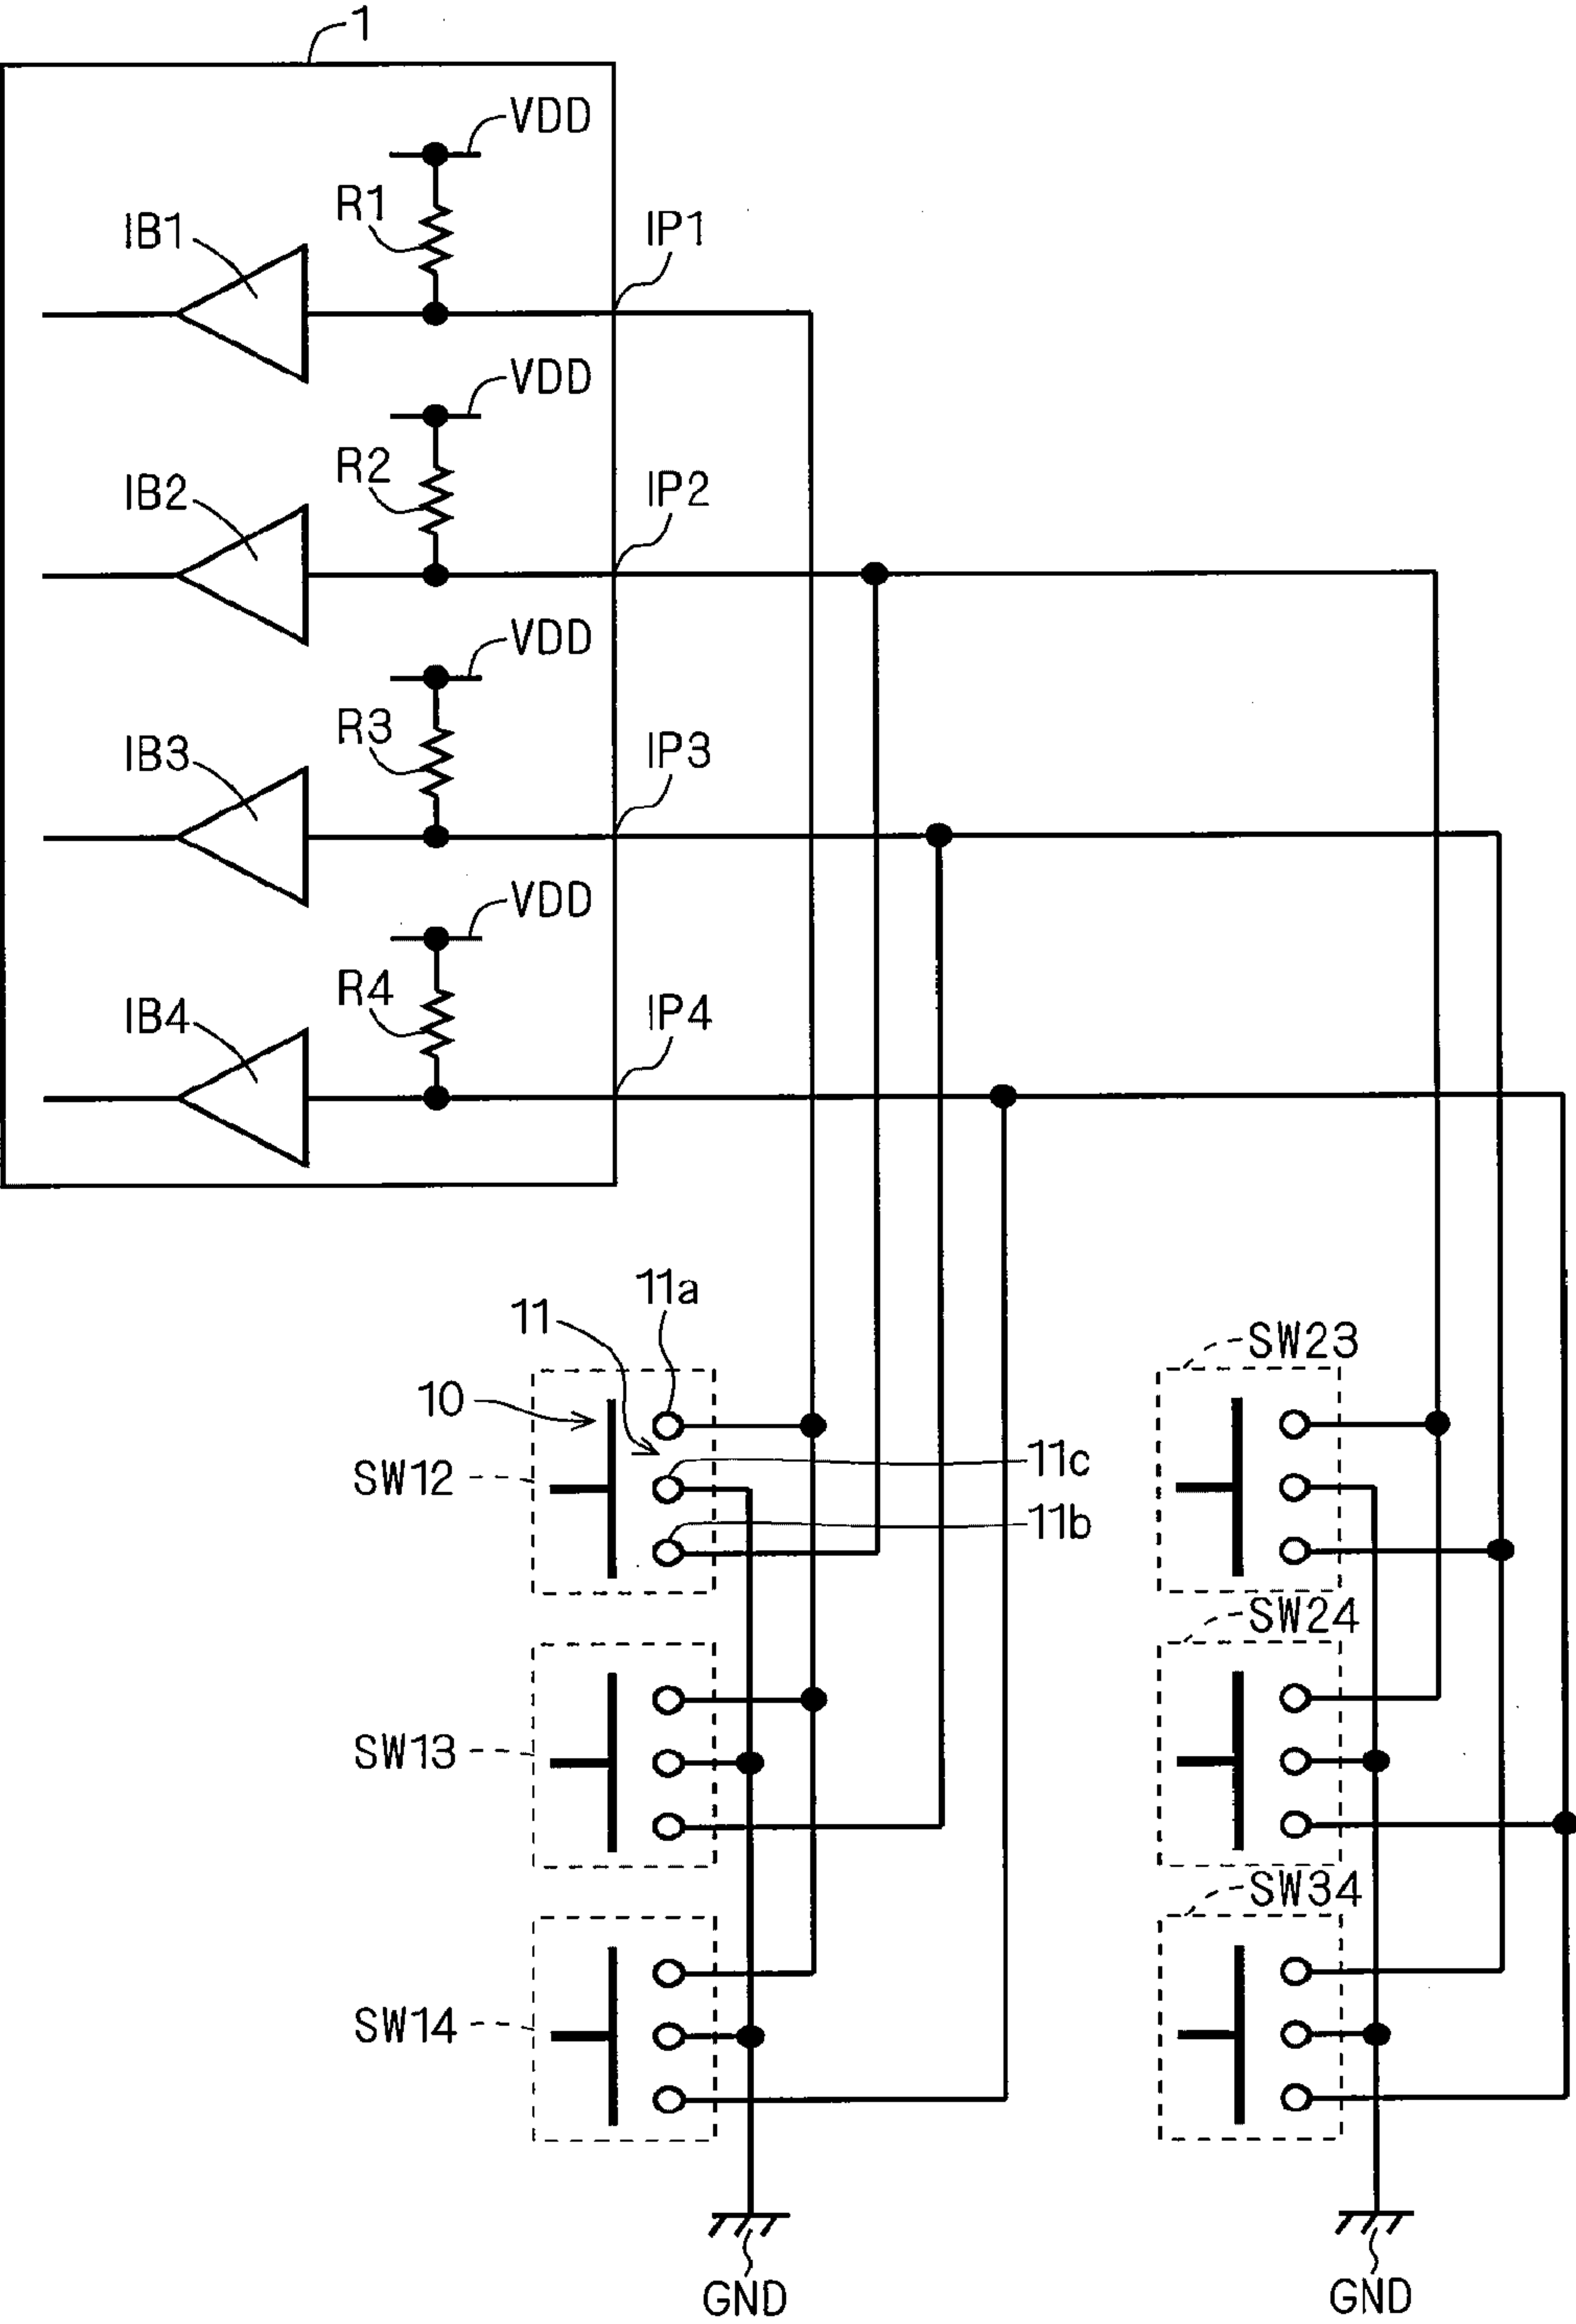 1
VDD
R1
IB1
IP1
VDD
R2
IB2
IP2
VDD
R3
IB3
IP3
VDD
R4
IB4
IP4
11a
11
SW23
10
11c
SW12
11b
SW24
SW13
SW34
SW14
GND
GND